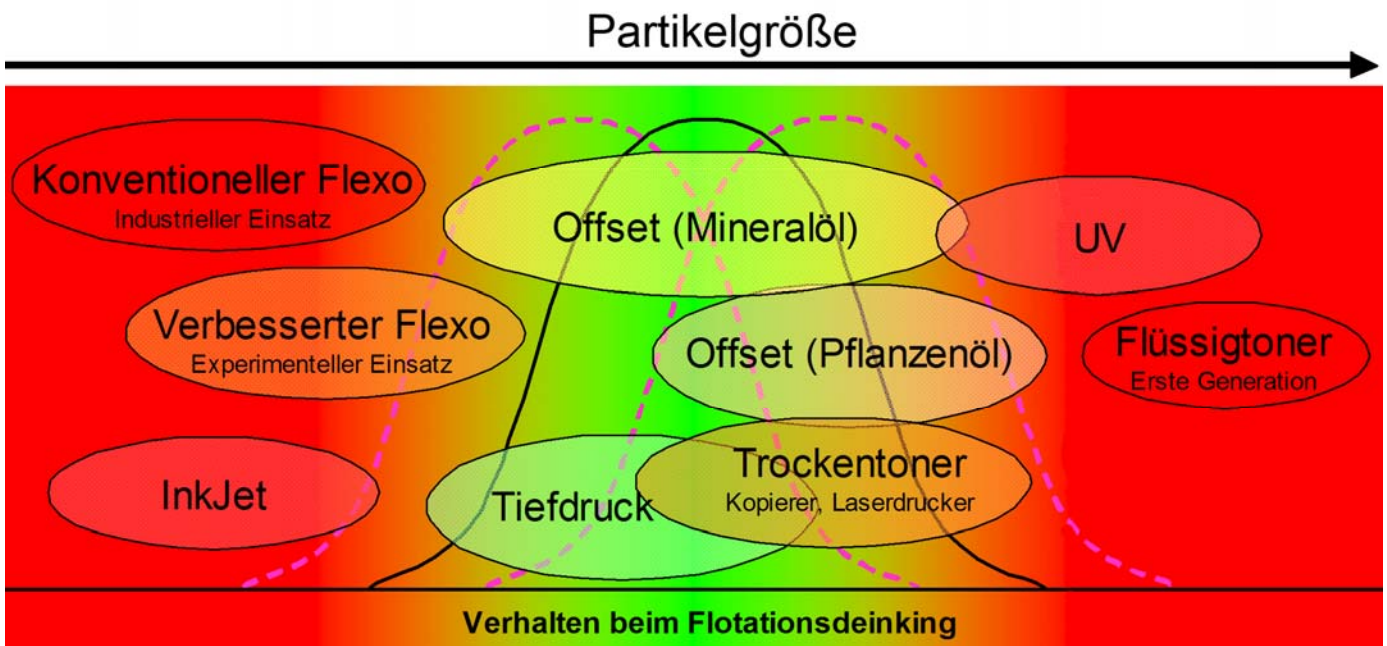 Partikelgröße
Konventioneller Flexo
Industrieller Einsatz
Offset (Mineralöl)
UV
Verbesserter Flexo
Experimenteller Einsatz
Offset (Pflanzenöl)
Flüssigtoner
Erste Generation
InkJet
Tiefdruck
Trockentoner
Kopierer, Laserdrucker
Verhalten beim Flotationsdeinking